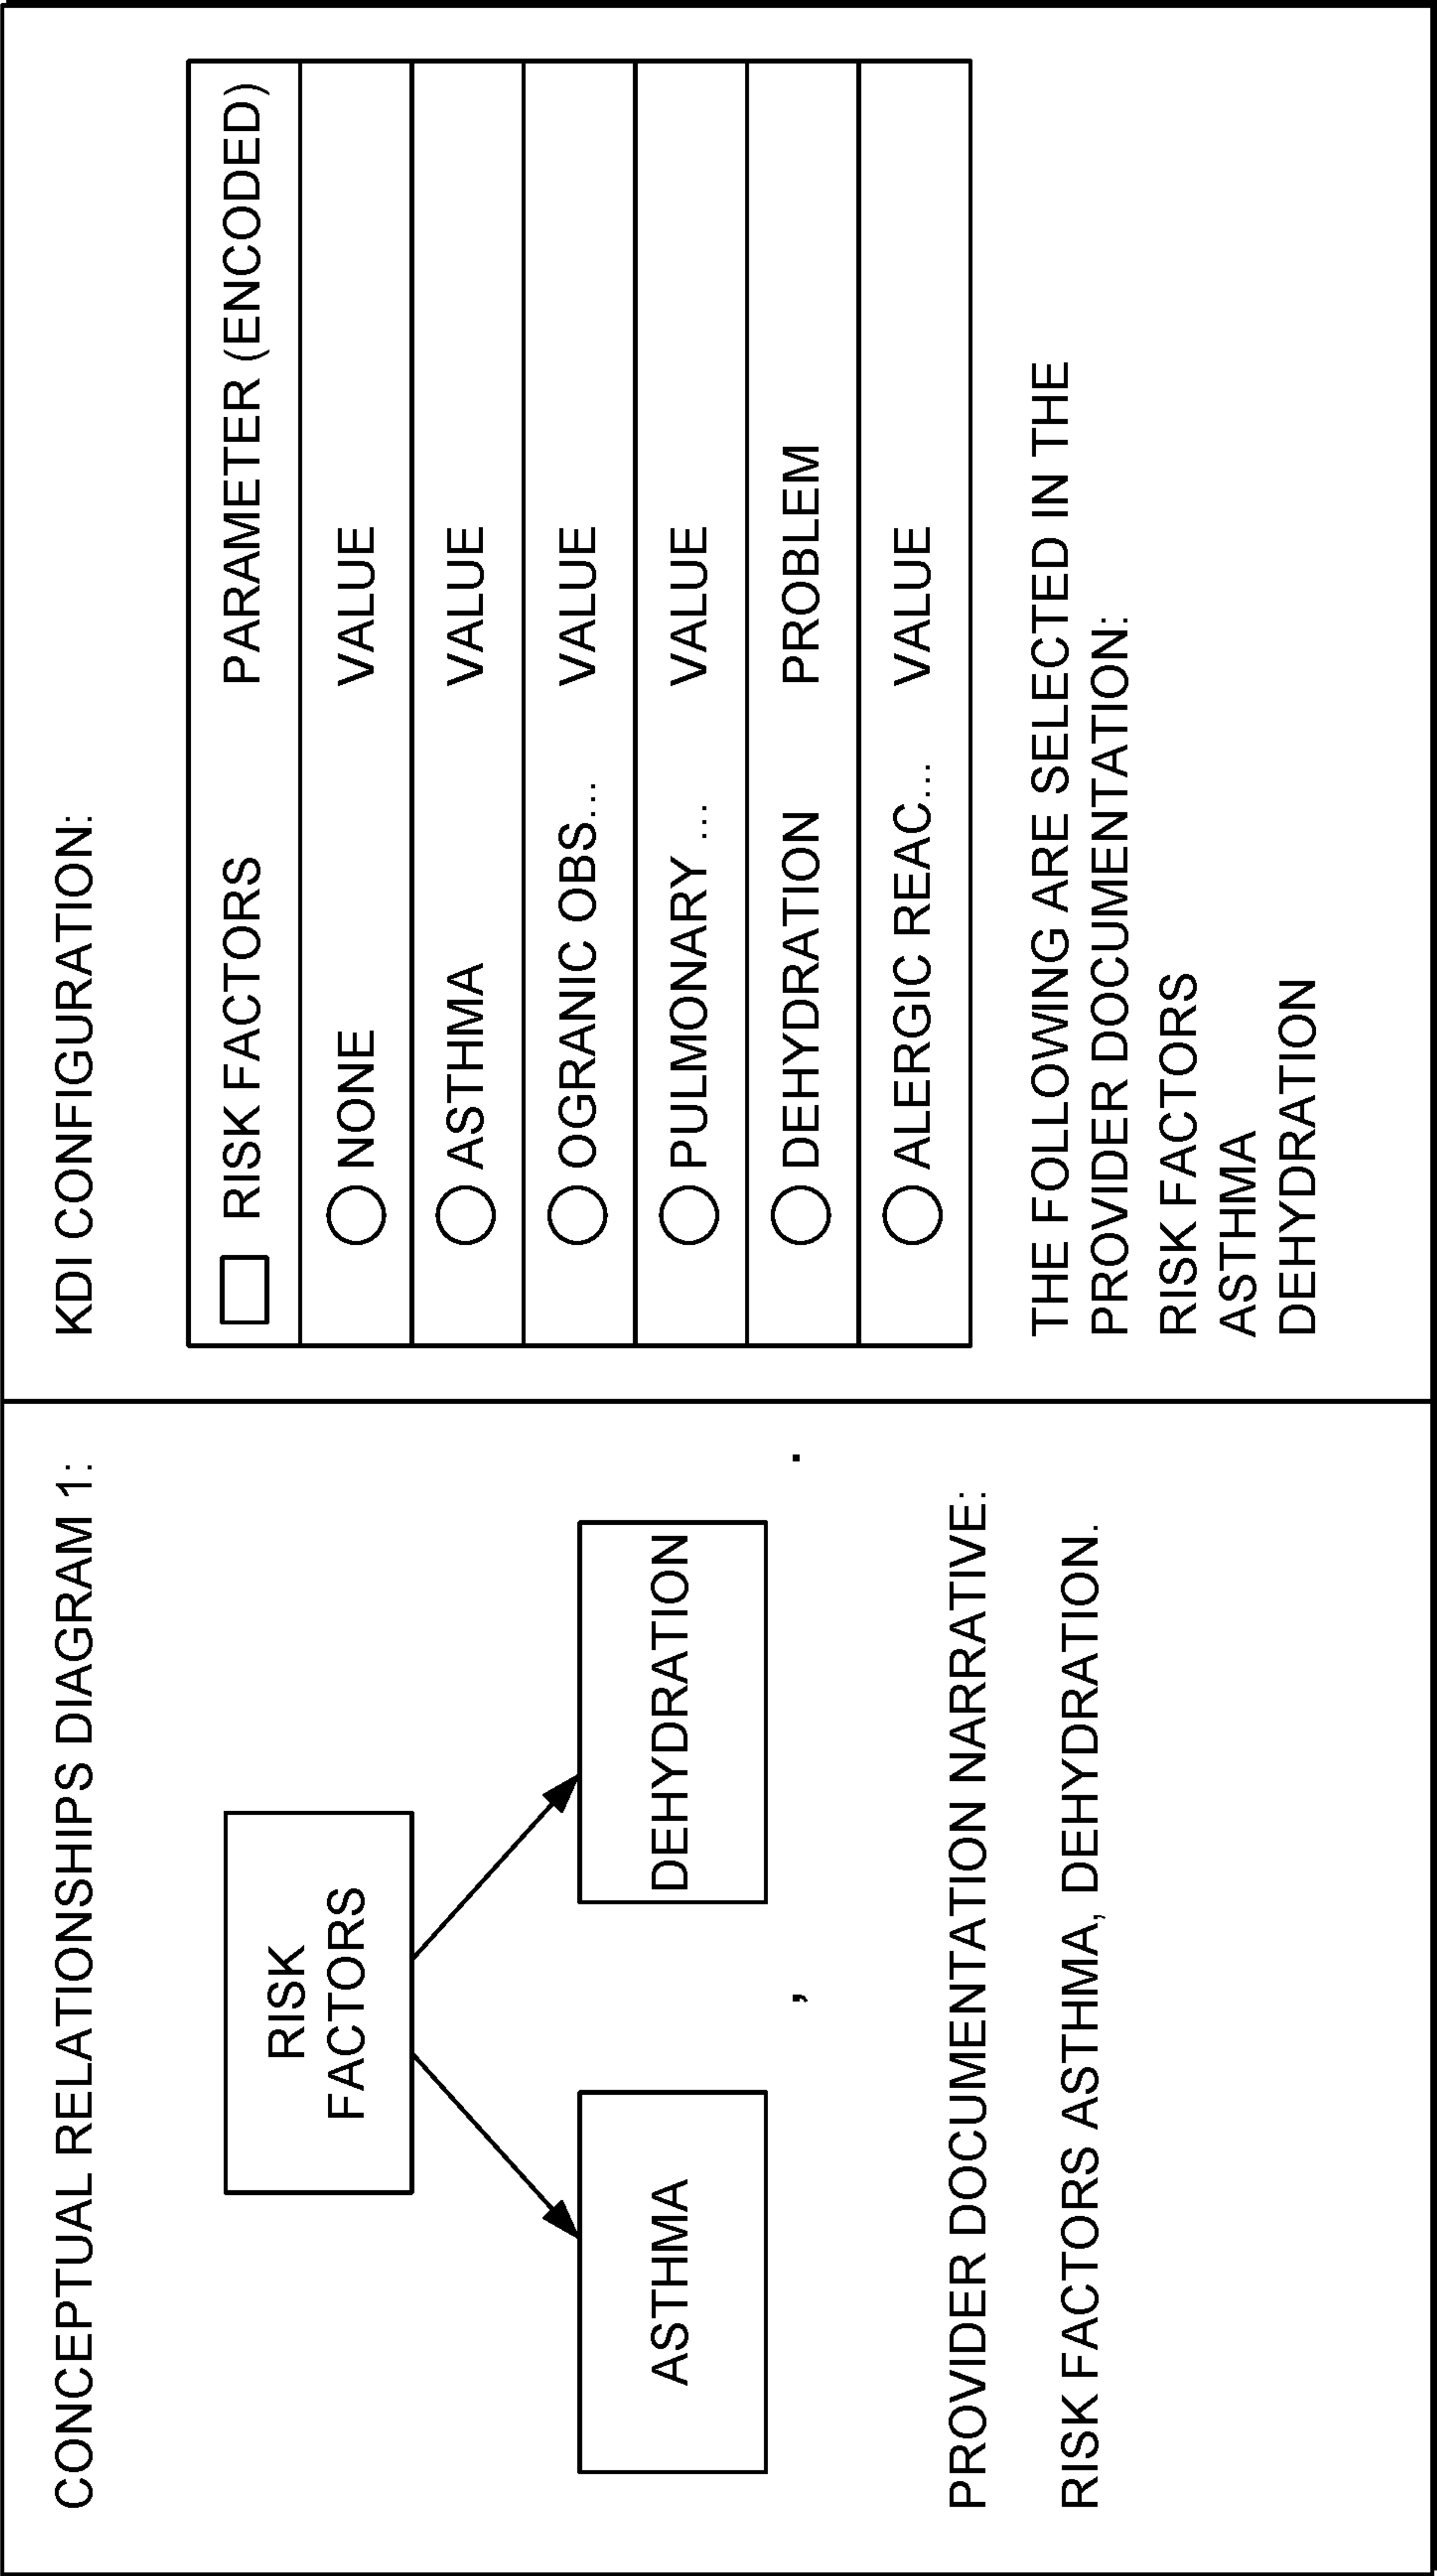 CONCEPTUAL RELATIONSHIPS DIAGRAM 1:
RISK
FACTORS
ASTHMA
DEHYDRATION
, .
PROVIDER DOCUMENTATION NARRATIVE:
RISK FACTORS ASTHMA, DEHYDRATION.
KDI CONFIGURATION:
RISK FACTORS PARAMETER (ENCODED)
NONE VALUE
ASTHMA VALUE
OGRANIC OBS... VALUE
PULMONARY ... VALUE
DEHYDRATION PROBLEM
ALERGIC REAC... VALUE
THE FOLLOWING ARE SELECTED IN THE
PROVIDER DOCUMENTATION:
RISK FACTORS
ASTHMA
DEHYDRATION